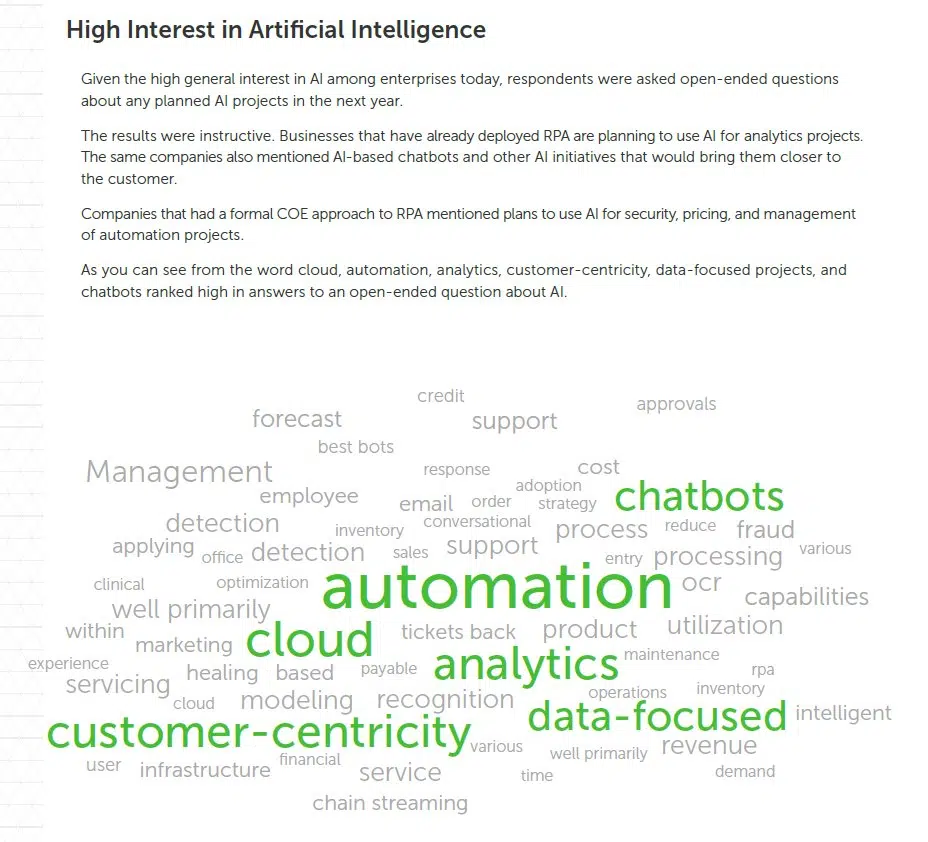 High Interest in Artificial Intelligence
Given the high general interest in AI among enterprises today, respondents were asked open-ended questions
about any planned AI projects in the next year.
The results were instructive. Businesses that have already deployed RPA are planning to use AI for analytics projects.
The same companies also mentioned AI-based chatbots and other AI initiatives that would bring them closer to
the customer.
Companies that had a formal COE approach to RPA mentioned plans to use AI for security, pricing, and management
of automation projects.
As you can see from the word cloud, automation, analytics, customer-centricity, data-focused projects, and
chatbots ranked high in answers to an open-ended question about AI.
credit
approvals
forecast
support
best bots
Management
response
cost
adoption
employee
email
order
strategy
chatbots
detection
inventory
conversational
process
reduce
fraud
applying
office
detection
sales
support
entry
processing
various
clinical
optimization
automation
ocr
capabilities
well primarily
within
marketing
cloud
tickets back
product
utilization
experience
healing
based
payable
analytics
maintenance
rpa
servicing
cloud
modeling
recognition
operations
inventory
customer-centricity
data-focused
intelligent
various
well primarily
revenue
user
infrastructure
financial
service
time
demand
chain streaming